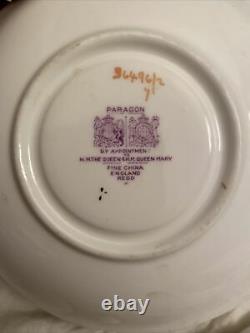 PARAGON
BY APPOINTMENT
H.M. THE QUEEN & H.M. QUEEN MARY
FINE CHINA
ENGLAND
REGD